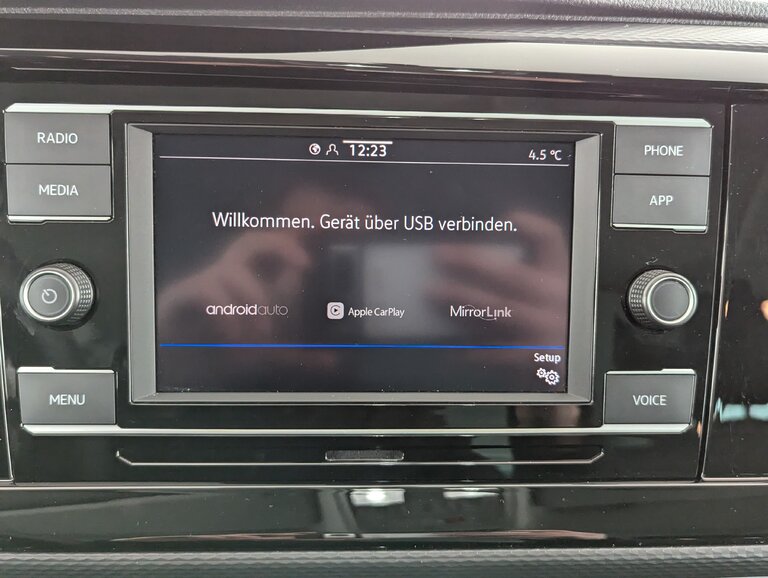 RADIO
MEDIA
12:23
4.5 °C
PHONE
APP
Willkommen. Gerät über USB verbinden.
androidauto
Apple CarPlay
MirrorLink
Setup
MENU
VOICE